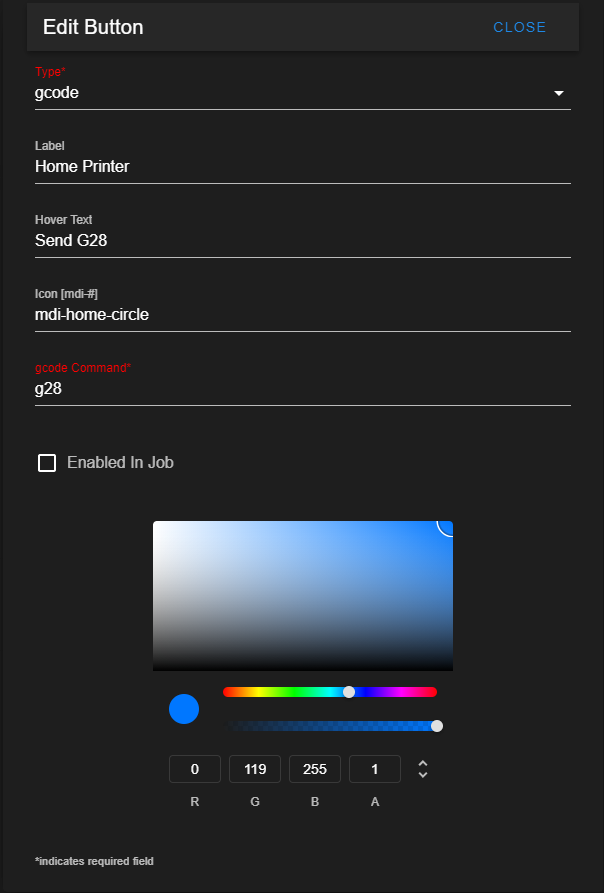 Edit Button
CLOSE
Type*
gcode
Label
Home Printer
Hover Text
Send G28
Icon [mdi-#]
mdi-home-circle
gcode Command*
g28
Enabled In Job
0 119 255 1
R G B A
*indicates required field